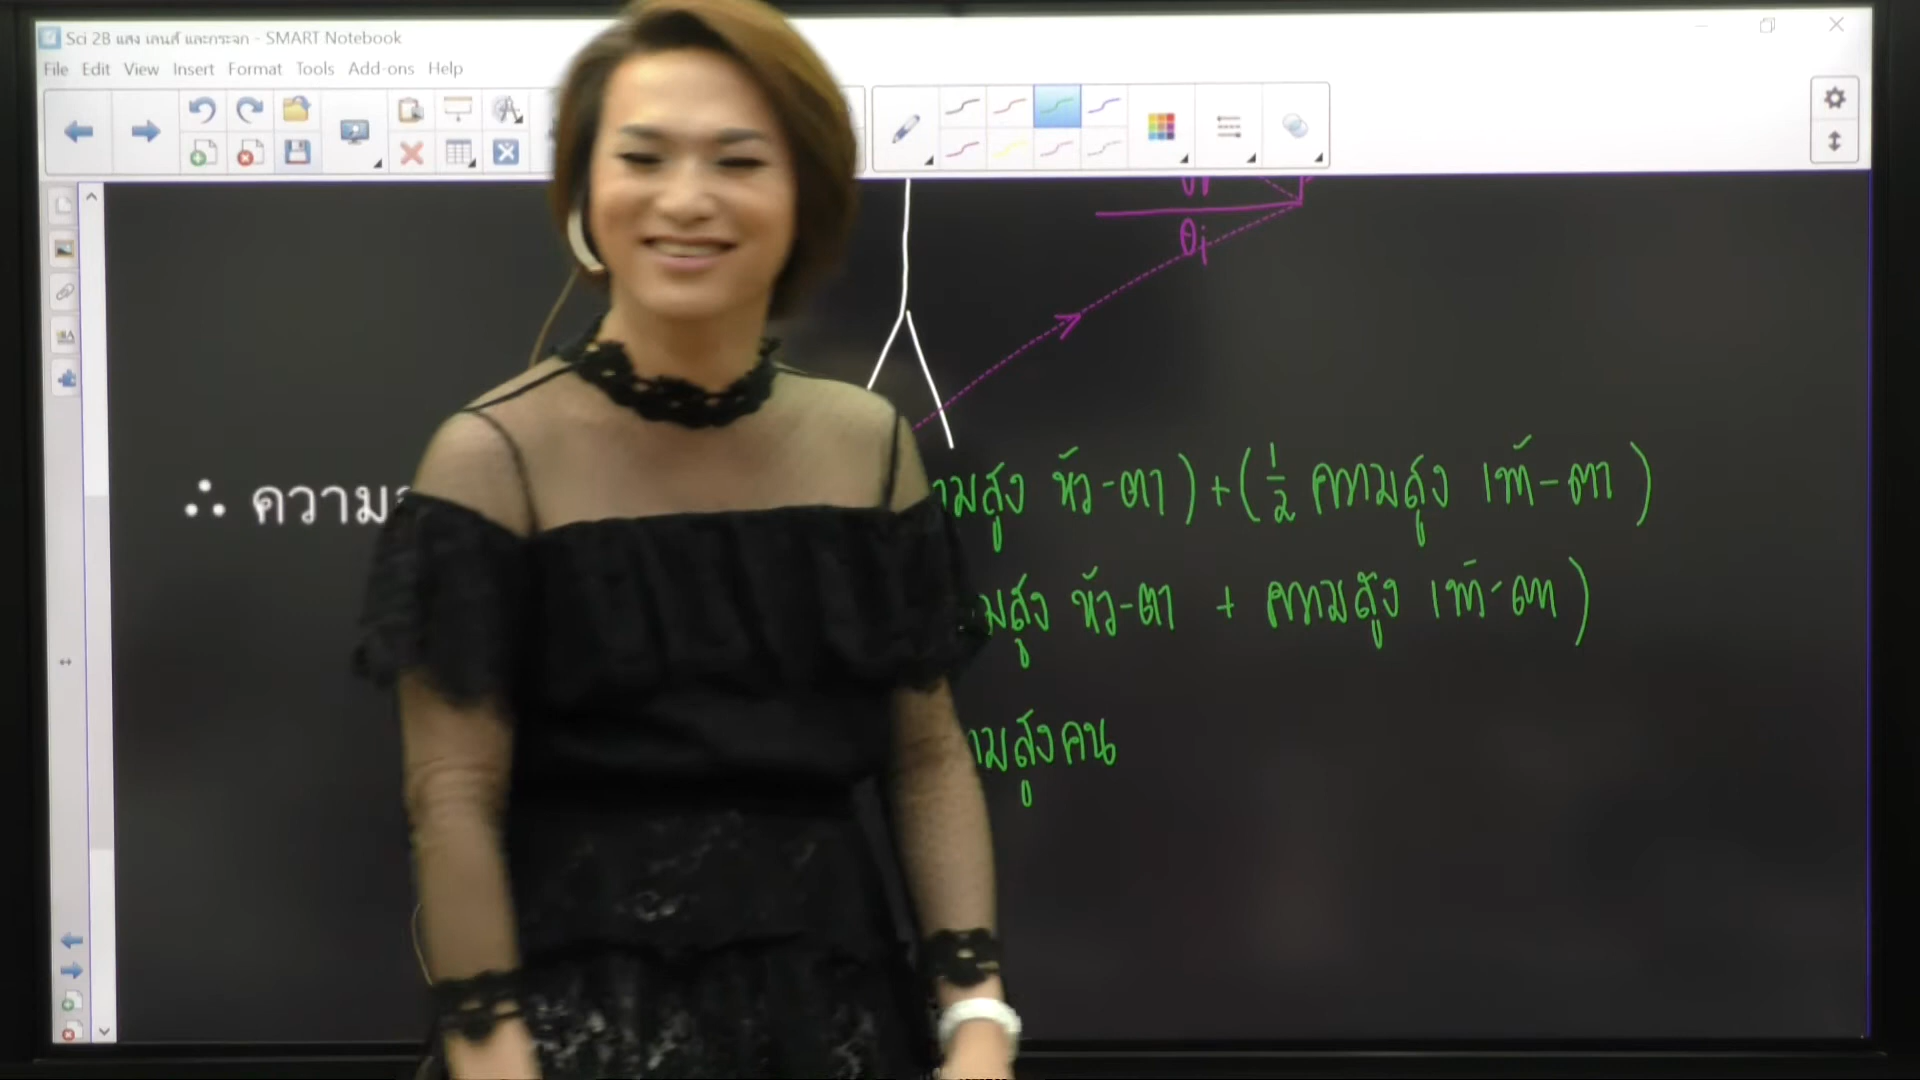 Sci 28 แสง เลนส์ และกระจก - SMART Notebook
File Edit View Insert Format Tools Add-ons Help
θi
∴ ความ
ามสูง หัว-ตา) + (1/2 ความสูง เท้า-ตา)
มสูง หัว-ตา + ความสูง เท้า-ตา)
ามสูงคน